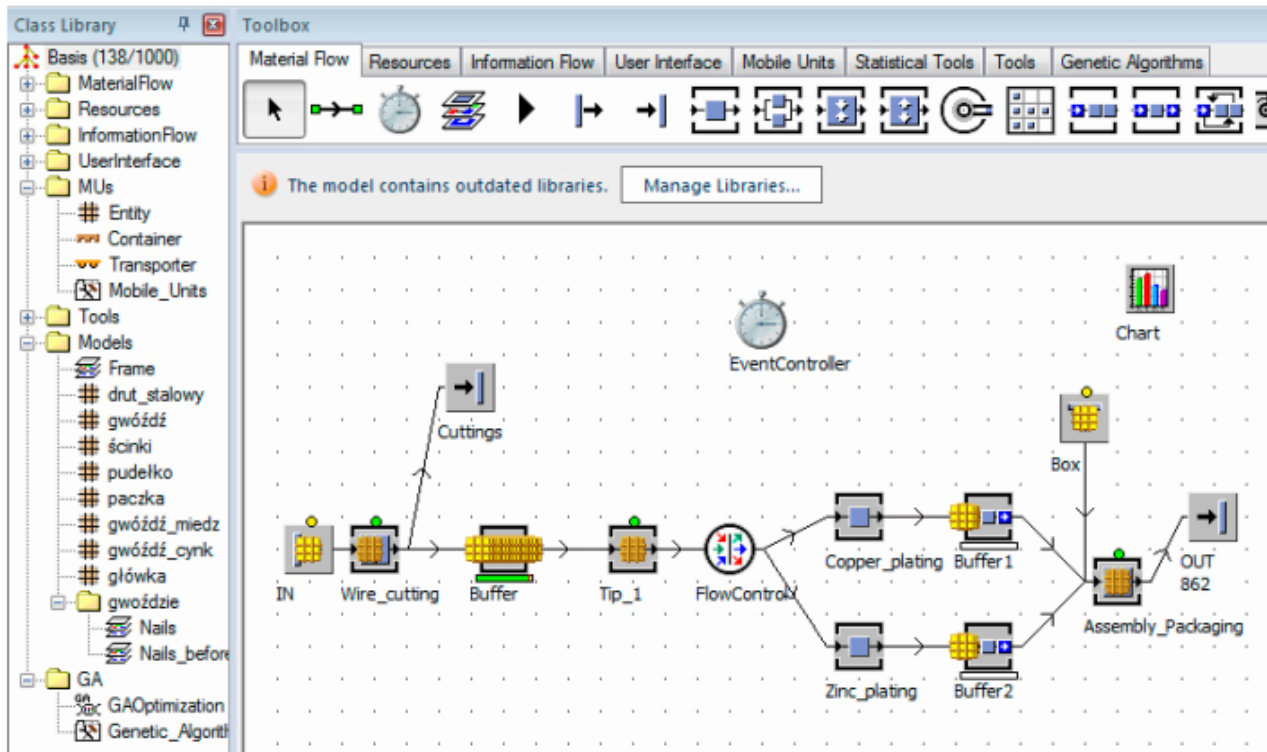 Class Library
Toolbox
Basis (138/1000)
MaterialFlow
Resources
InformationFlow
UserInterface
MUs
Entity
Container
Transporter
Mobile_Units
Tools
Models
Frame
drut_stalowy
gwóźdź
ścinki
pudełko
paczka
gwóźdź_miedz
gwóźdź_cynk
główka
gwoździe
Nails
Nails_before
GA
GAOptimization
Genetic_Algorith
Material Flow Resources Information Flow User Interface Mobile Units Statistical Tools Tools Genetic Algorithms
The model contains outdated libraries. Manage Libraries...
Chart
EventController
Cuttings
Box
IN
Wire_cutting
Buffer
Tip_1
FlowControl
Copper_plating
Buffer1
OUT
862
Assembly_Packaging
Zinc_plating
Buffer2